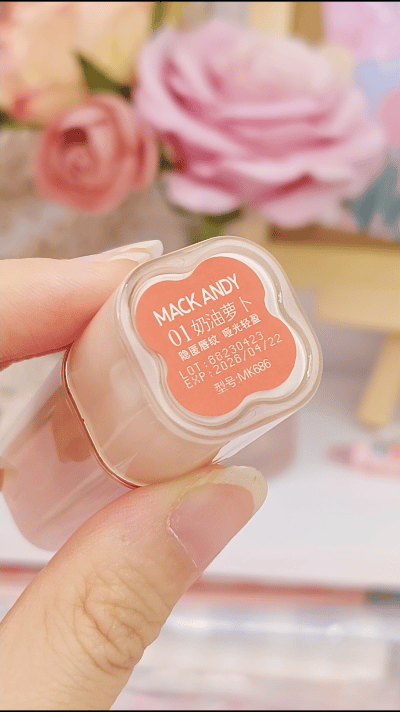 MACK ANDY
01 奶油萝卜
隐匿唇纹 哑光轻盈
LOT:88230423
EXP:2026/04/22
型号:MK686